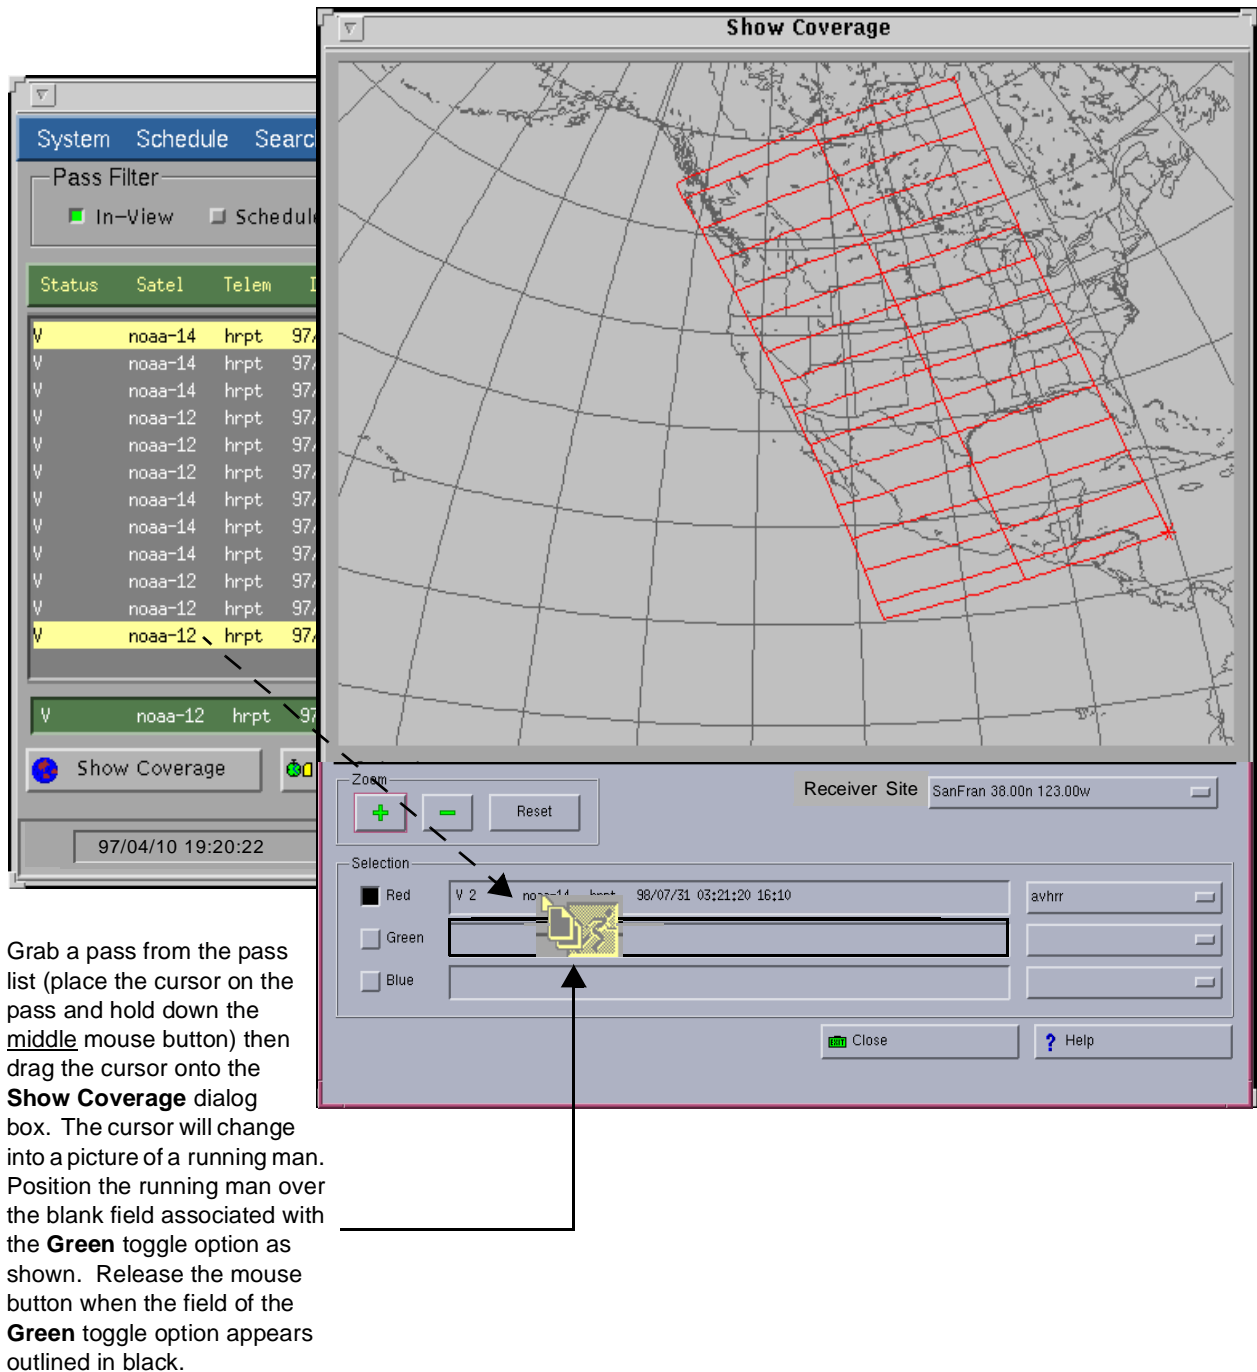 Show Coverage
System Schedule Searc
Pass Filter
In-View Schedule
Status Satel Telem
V noaa-14 hrpt 97/
V noaa-14 hrpt 97/
V noaa-14 hrpt 97/
V noaa-12 hrpt 97/
V noaa-12 hrpt 97/
V noaa-12 hrpt 97/
V noaa-14 hrpt 97/
V noaa-14 hrpt 97/
V noaa-14 hrpt 97/
V noaa-12 hrpt 97/
V noaa-12 hrpt 97/
V noaa-12 hrpt 97/
V noaa-12 hrpt 97/
Show Coverage
97/04/10 19:20:22
Zoom
+ - Reset
Receiver Site SanFran 38.00n 123.00w
Selection
Red V 2 noaa-14 hrpt 98/07/31 03:21:20 16:10 avhrr
Green
Blue
EXIT Close
? Help
Grab a pass from the pass
list (place the cursor on the
pass and hold down the
middle mouse button) then
drag the cursor onto the
Show Coverage dialog
box. The cursor will change
into a picture of a running man.
Position the running man over
the blank field associated with
the Green toggle option as
shown. Release the mouse
button when the field of the
Green toggle option appears
outlined in black.